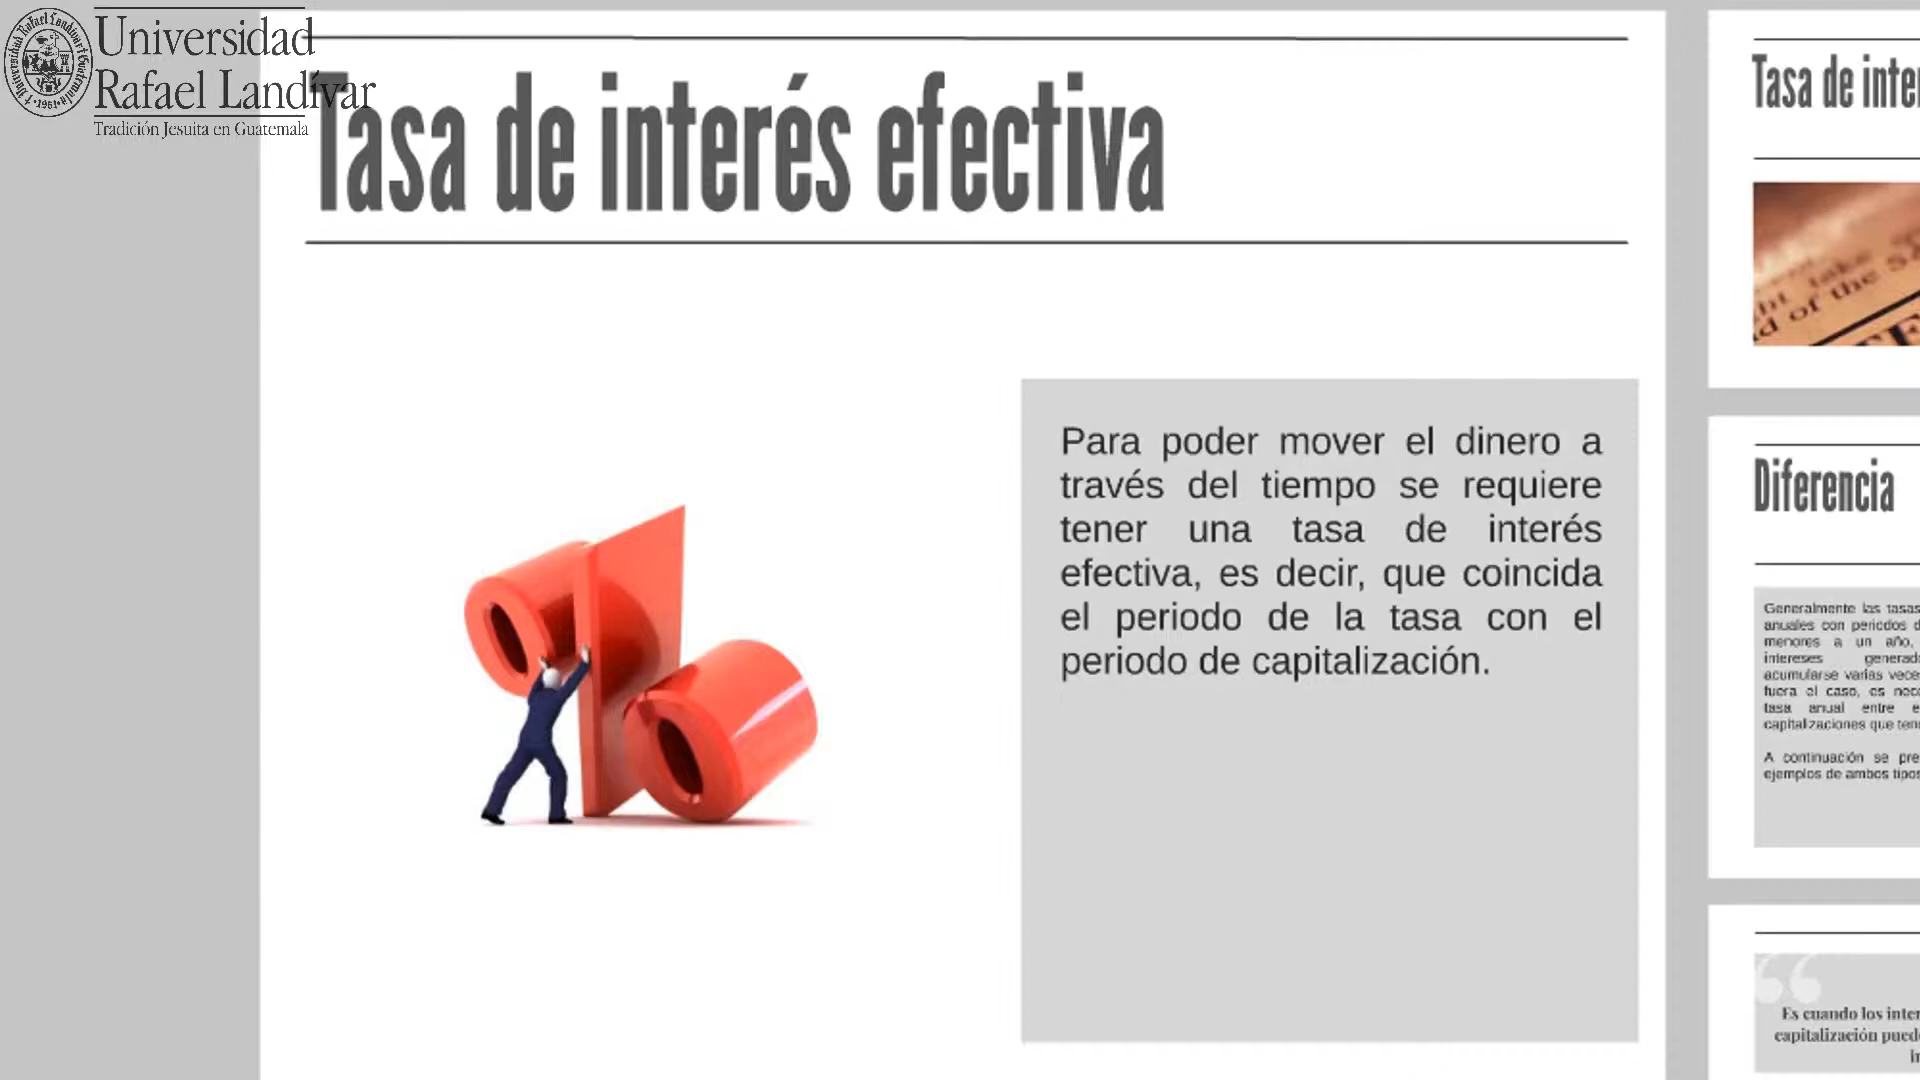 Universidad
Rafael Landívar
Tradición Jesuita en Guatemala
Tasa de interés efectiva
Para poder mover el dinero a
través del tiempo se requiere
tener una tasa de interés
efectiva, es decir, que coincida
el periodo de la tasa con el
periodo de capitalización.
Tasa de inte
Diferencia
Generalmente las tasas
anuales con periodos d
menores a un año,
intereses generad
acumularse varias vece
fuera el caso, es nec
tasa anual entre e
capitalizaciones que ten
A continuación se pre
ejemplos de ambos tipos
Es cuando los inter
capitalización pued